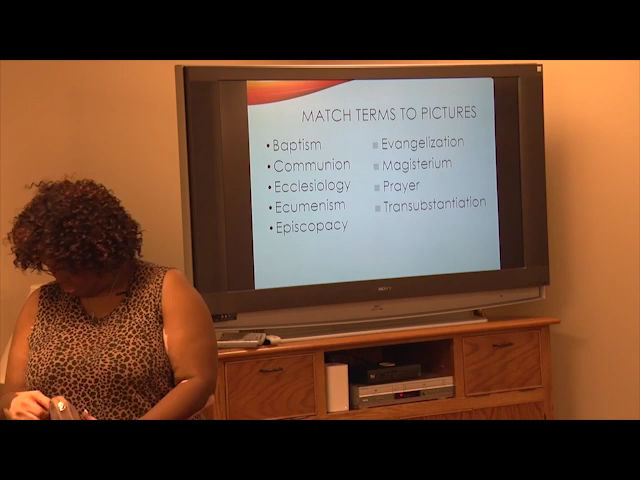 MATCH TERMS TO PICTURES
• Baptism
• Communion
• Ecclesiology
• Ecumenism
• Episcopacy
■ Evangelization
■ Magisterium
■ Prayer
■ Transubstantiation
SONY